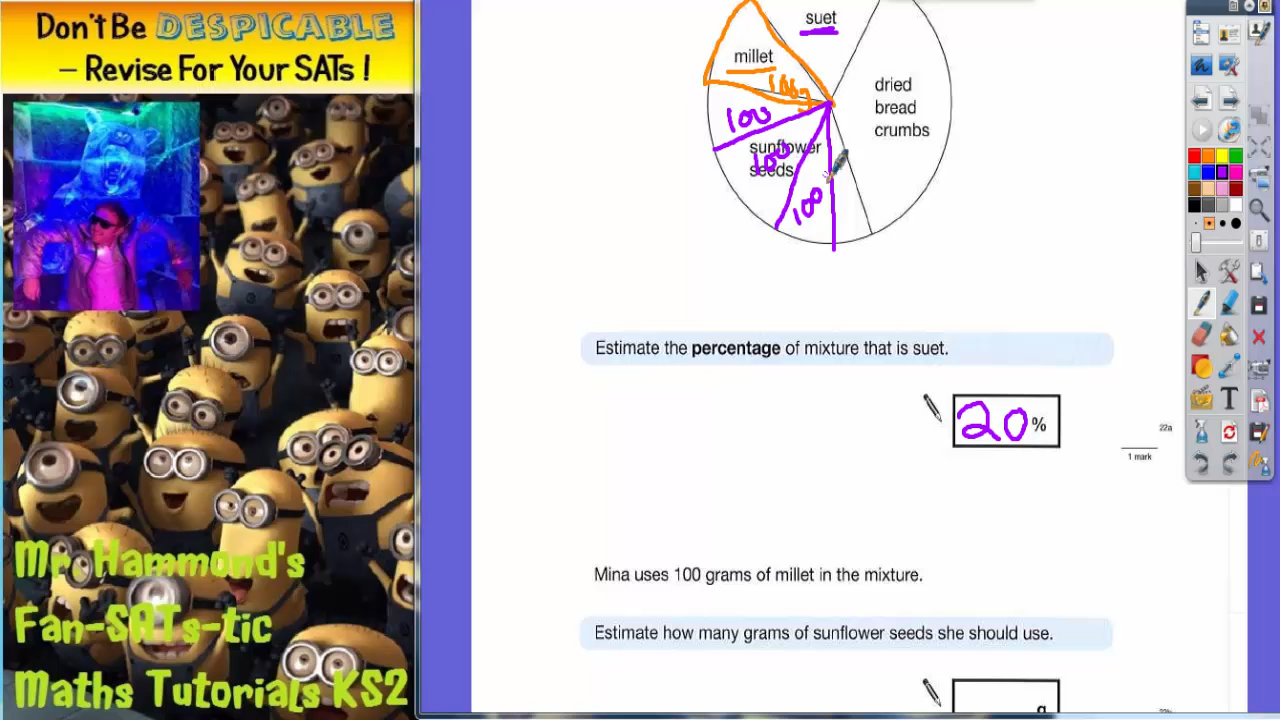 Don't Be DESPICABLE
– Revise For Your SATs !
suet
millet
100g
dried
bread
crumbs
100
sunflower
seeds
100
100
Estimate the percentage of mixture that is suet.
20 %
22a
1 mark
Mina uses 100 grams of millet in the mixture.
Estimate how many grams of sunflower seeds she should use.
g
Mr Hammond's
Fan-SATs-tic
Maths Tutorials KS2